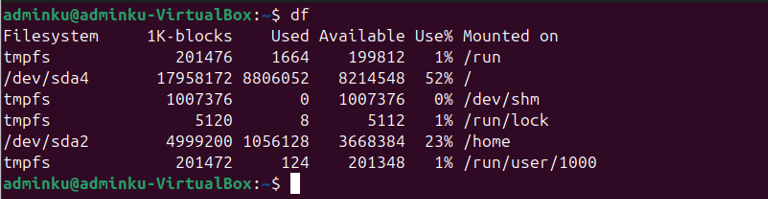 adminku@adminku-VirtualBox:~$ df
Filesystem     1K-blocks    Used Available Use% Mounted on
tmpfs             201476    1664    199812   1% /run
/dev/sda4       17958172 8806052   8214548  52% /
tmpfs            1007376       0   1007376   0% /dev/shm
tmpfs               5120       8      5112   1% /run/lock
/dev/sda2        4999200 1056128   3668384  23% /home
tmpfs             201472     124    201348   1% /run/user/1000
adminku@adminku-VirtualBox:~$